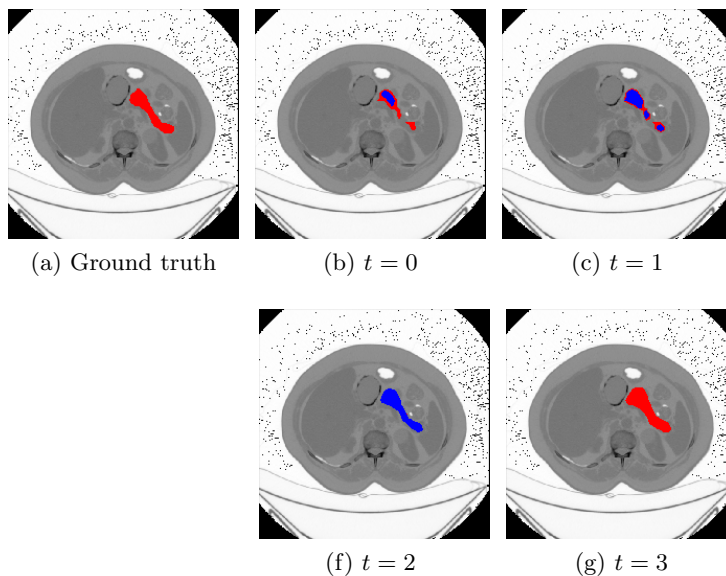 (a) Ground truth
(b) t = 0
(c) t = 1
(f) t = 2
(g) t = 3